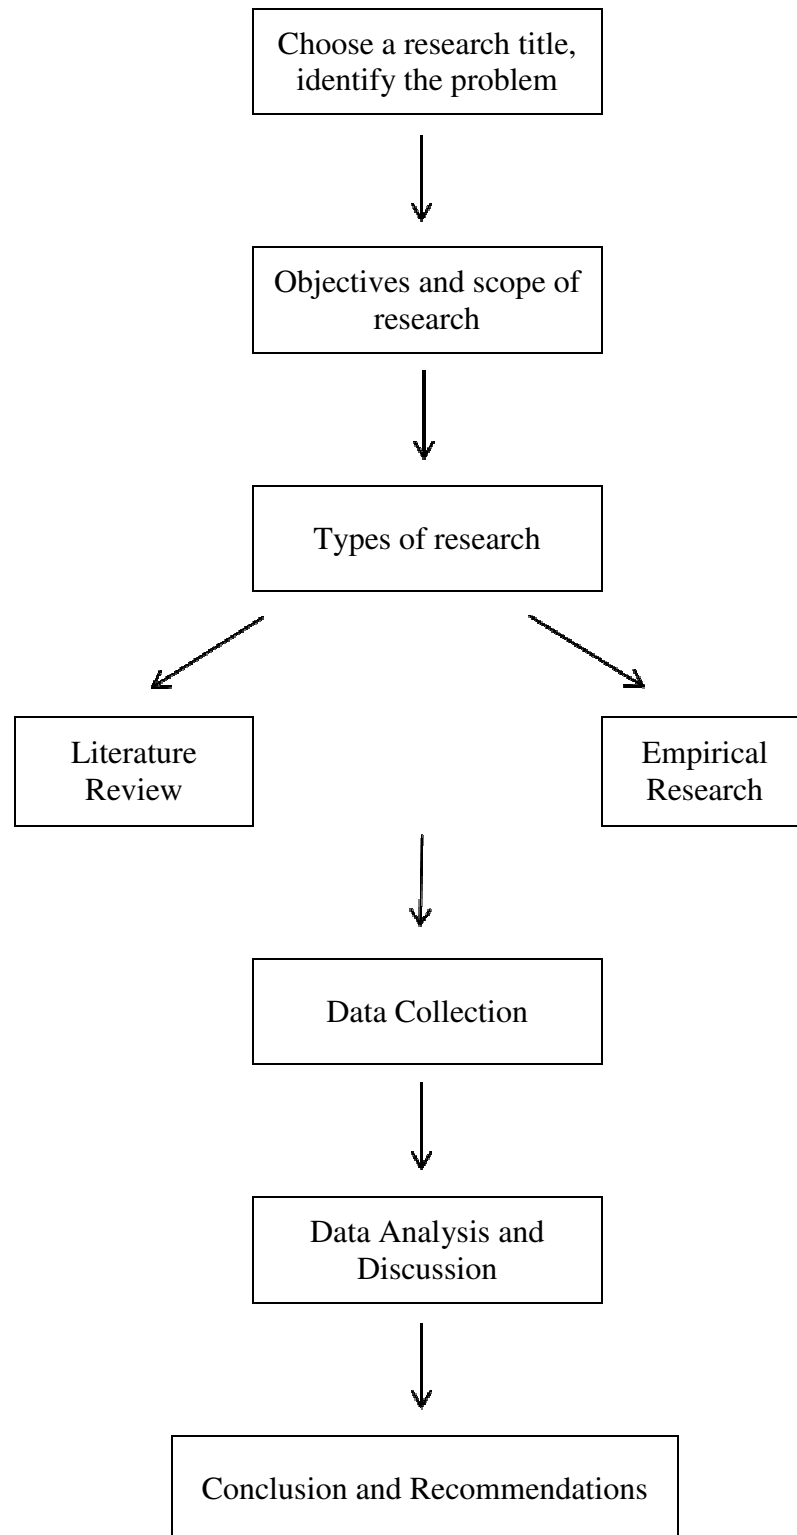 Choose a research title,
identify the problem
Objectives and scope of
research
Types of research
Literature
Review
Empirical
Research
Data Collection
Data Analysis and
Discussion
Conclusion and Recommendations